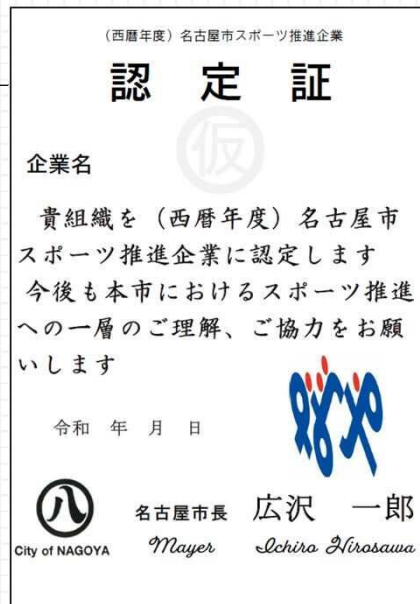 （西暦年度）名古屋市スポーツ推進企業
認 定 証
仮
企業名
貴組織を（西暦年度）名古屋市
スポーツ推進企業に認定します
今後も本市におけるスポーツ推進
への一層のご理解、ご協力をお願
いします
令和 年 月 日
八
City of NAGOYA
名古屋市長 広沢 一郎
Mayer Ichiro Hirosawa